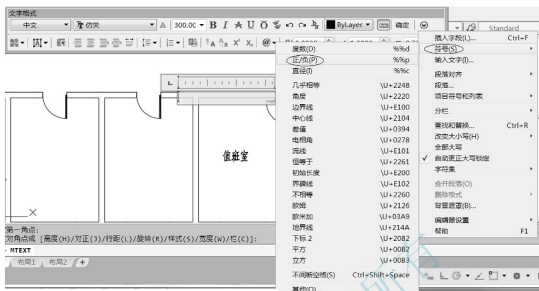 文字格式
中文 仿宋 A 300.00 B I A U O ByLayer 确定
Standard
度数(D) %%d
正/负(P) %%p
直径(I) %%c
几乎相等 \U+2248
角度 \U+2220
边界线 \U+E100
中心线 \U+2104
差值 \U+0394
电相角 \U+0278
流线 \U+E101
恒等于 \U+2261
初始长度 \U+E200
界碑线 \U+E102
不相等 \U+2260
欧姆 \U+2126
欧米加 \U+03A9
地界线 \U+214A
下标 2 \U+2082
平方 \U+00B2
立方 \U+00B3
不间断空格(S) Ctrl+Shift+Space
其他(O)
插入字段(L)... Ctrl+F
符号(S)
输入文字(I)...
段落对齐
段落...
项目符号和列表
分栏
查找和替换... Ctrl+R
改变大小写(H)
全部大写
自动更正大写锁定
字符集
合并段落(O)
删除格式
背景遮罩(B)...
编辑器设置
帮助 F1
值班室
X
第一角点:
对角点或 [高度(H)/对正(J)/行距(L)/旋转(R)/样式(S)/宽度(W)/栏(C)]:
MTEXT
布局1 布局2 +